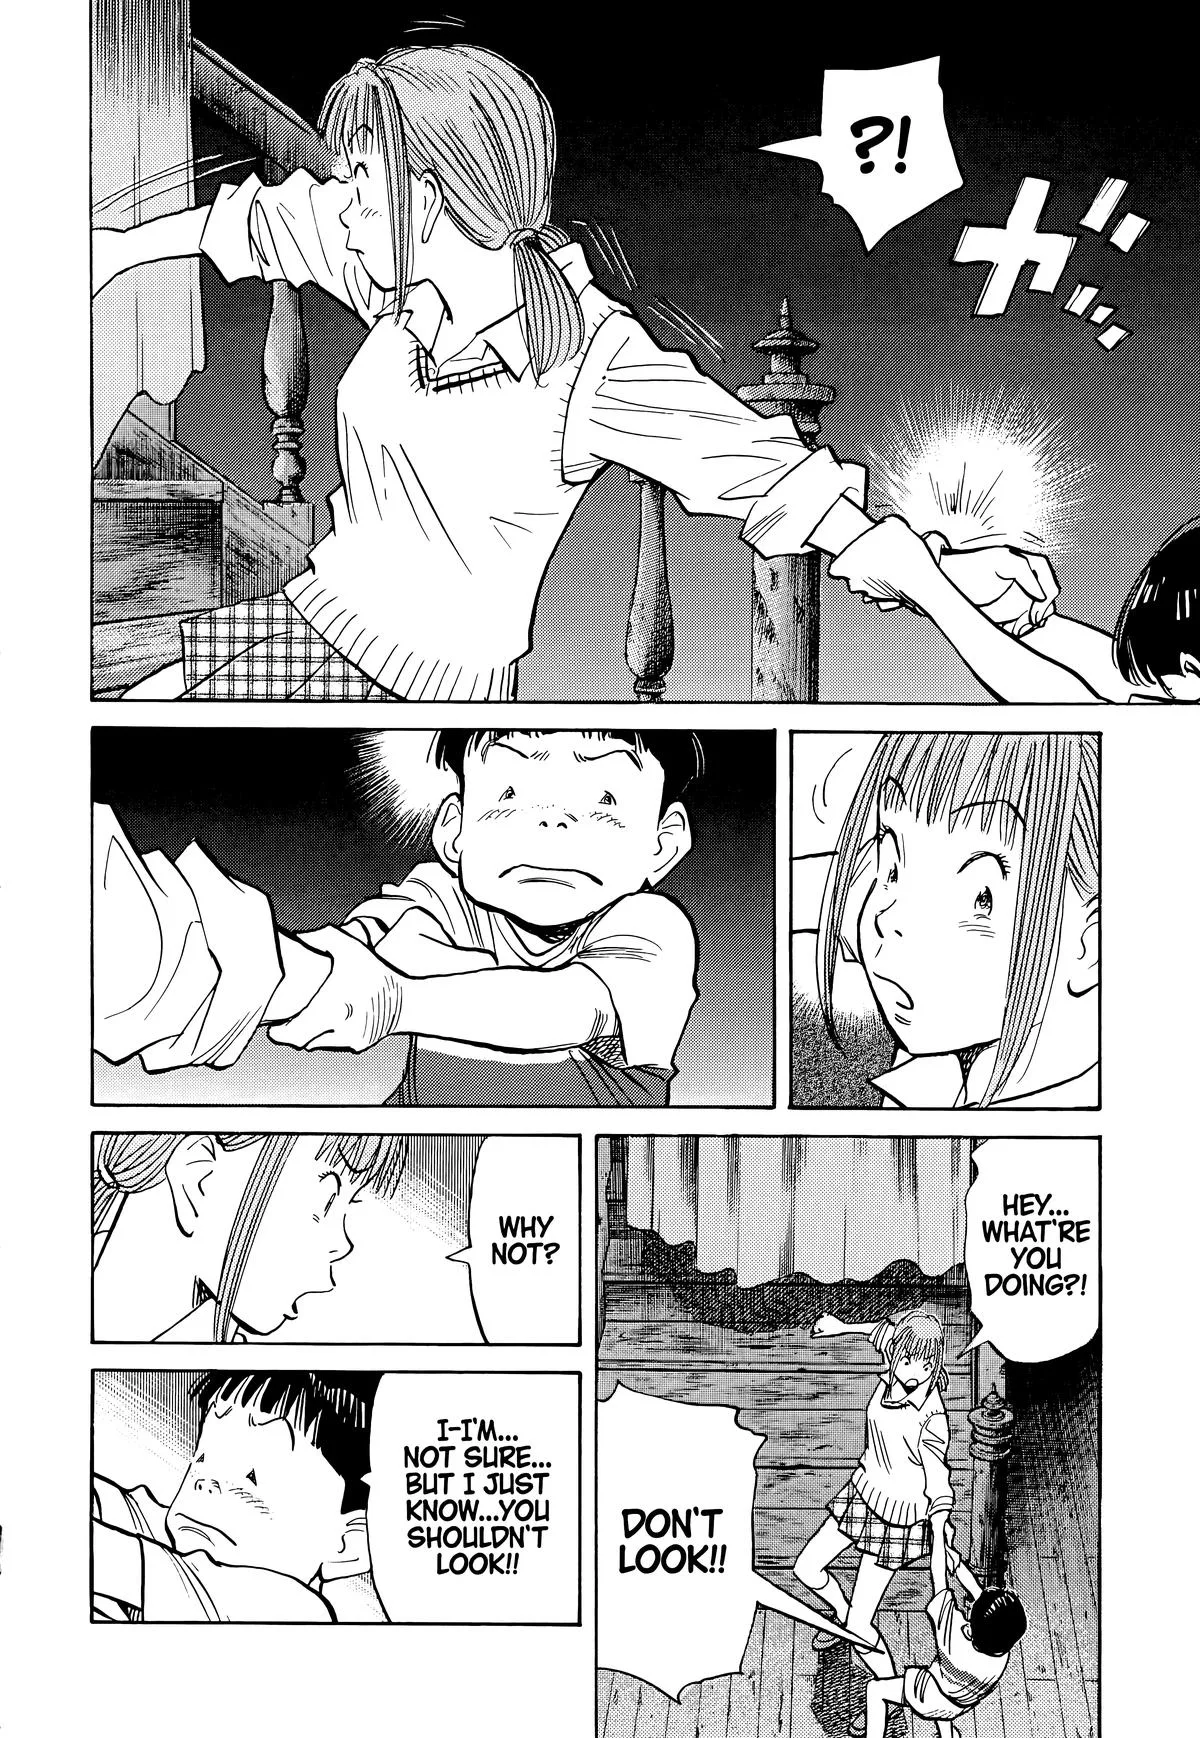 ?!
ガッ
HEY...
WHAT'RE
YOU
DOING?!
DON'T
LOOK!!
WHY
NOT?
I-I'M...
NOT SURE...
BUT I JUST
KNOW...YOU
SHOULDN'T
LOOK!!